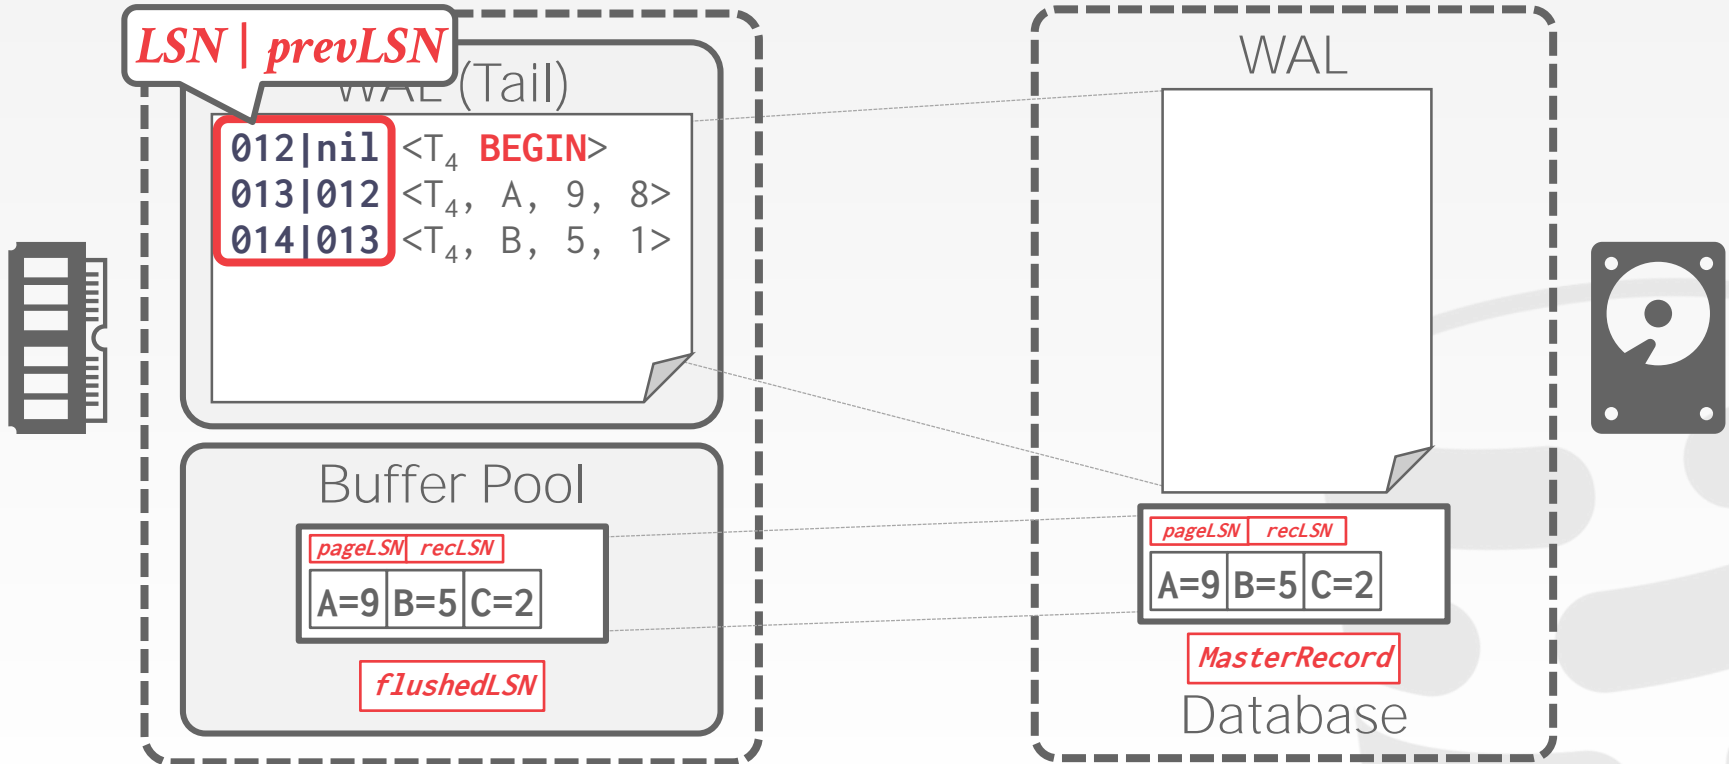 LSN | prevLSN
WAL (Tail)
012|nil <T4 BEGIN>
013|012 <T4, A, 9, 8>
014|013 <T4, B, 5, 1>
Buffer Pool
pageLSN recLSN
A=9 B=5 C=2
flushedLSN
WAL
pageLSN recLSN
A=9 B=5 C=2
MasterRecord
Database